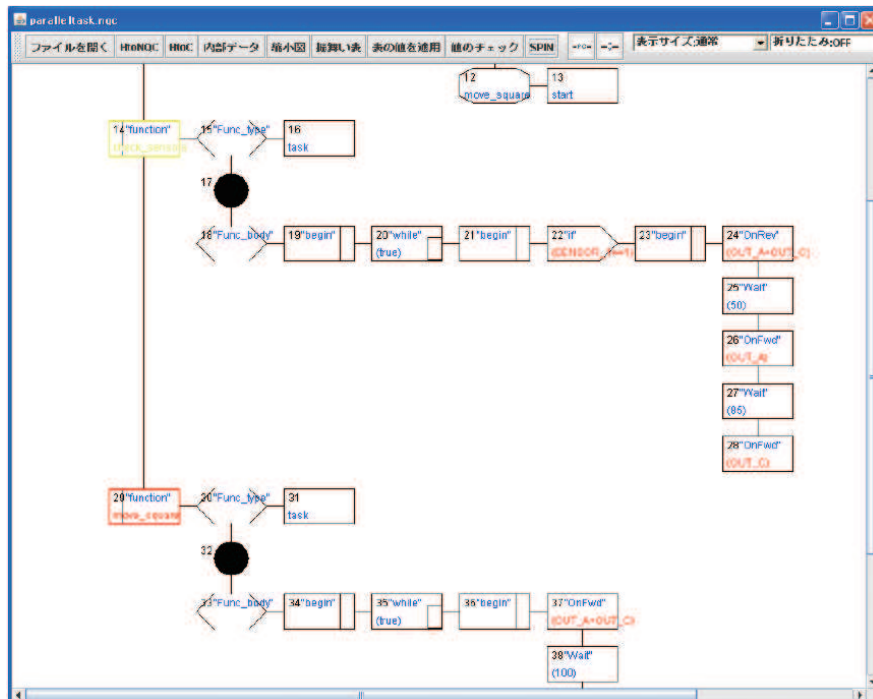 paralleltask.nqc
ファイルを開く HtoNQC HtoC 内部データ 縮小図 振舞い表 表の値を適用 値のチェック SPIN 表示サイズ:通常 折りたたみ:OFF
12 move_square
13 start
14"function" check_sensors
15"Func_type"
16 task
17
18"Func_body"
19"begin"
20"while" (true)
21"begin"
22"if" (SENSOR_1==1)
23"begin"
24"OnRev" (OUT_A+OUT_C)
25"Wait" (50)
26"OnFwd" (OUT_A)
27"Wait" (85)
28"OnFwd" (OUT_C)
29"function" move_square
30"Func_type"
31 task
32
33"Func_body"
34"begin"
35"while" (true)
36"begin"
37"OnFwd" (OUT_A+OUT_C)
38"Wait" (100)